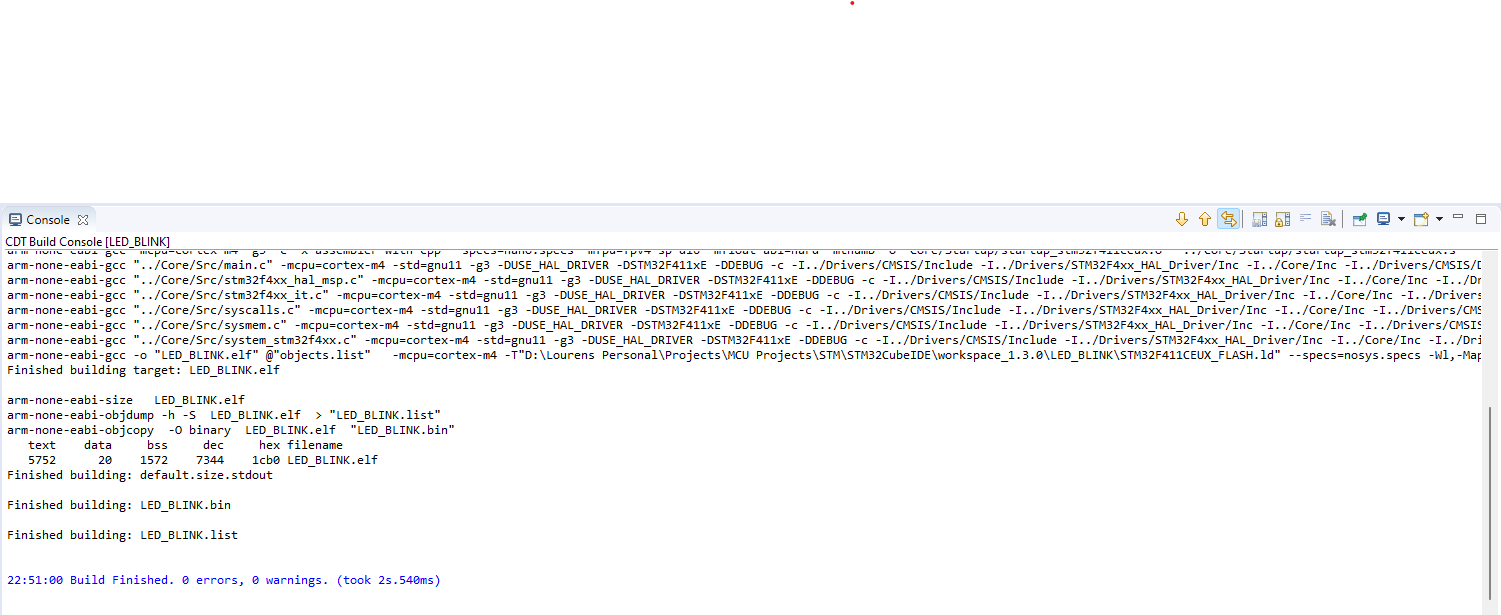 Console
CDT Build Console [LED_BLINK]
arm-none-eabi-gcc "../Core/Src/main.c" -mcpu=cortex-m4 -std=gnu11 -g3 -DUSE_HAL_DRIVER -DSTM32F411xE -DDEBUG -c -I../Drivers/CMSIS/Include -I../Drivers/STM32F4xx_HAL_Driver/Inc -I../Core/Inc -I../Drivers/CMSIS/D
arm-none-eabi-gcc "../Core/Src/stm32f4xx_hal_msp.c" -mcpu=cortex-m4 -std=gnu11 -g3 -DUSE_HAL_DRIVER -DSTM32F411xE -DDEBUG -c -I../Drivers/CMSIS/Include -I../Drivers/STM32F4xx_HAL_Driver/Inc -I../Core/Inc -I../Dr
arm-none-eabi-gcc "../Core/Src/stm32f4xx_it.c" -mcpu=cortex-m4 -std=gnu11 -g3 -DUSE_HAL_DRIVER -DSTM32F411xE -DDEBUG -c -I../Drivers/CMSIS/Include -I../Drivers/STM32F4xx_HAL_Driver/Inc -I../Core/Inc -I../Drivers
arm-none-eabi-gcc "../Core/Src/syscalls.c" -mcpu=cortex-m4 -std=gnu11 -g3 -DUSE_HAL_DRIVER -DSTM32F411xE -DDEBUG -c -I../Drivers/CMSIS/Include -I../Drivers/STM32F4xx_HAL_Driver/Inc -I../Core/Inc -I../Drivers/CMS
arm-none-eabi-gcc "../Core/Src/sysmem.c" -mcpu=cortex-m4 -std=gnu11 -g3 -DUSE_HAL_DRIVER -DSTM32F411xE -DDEBUG -c -I../Drivers/CMSIS/Include -I../Drivers/STM32F4xx_HAL_Driver/Inc -I../Core/Inc -I../Drivers/CMSIS
arm-none-eabi-gcc "../Core/Src/system_stm32f4xx.c" -mcpu=cortex-m4 -std=gnu11 -g3 -DUSE_HAL_DRIVER -DSTM32F411xE -DDEBUG -c -I../Drivers/CMSIS/Include -I../Drivers/STM32F4xx_HAL_Driver/Inc -I../Core/Inc -I../Dri
arm-none-eabi-gcc -o "LED_BLINK.elf" @"objects.list"   -mcpu=cortex-m4 -T"D:\Lourens Personal\Projects\MCU Projects\STM\STM32CubeIDE\workspace_1.3.0\LED_BLINK\STM32F411CEUX_FLASH.ld" --specs=nosys.specs -Wl,-Map
Finished building target: LED_BLINK.elf
arm-none-eabi-size   LED_BLINK.elf
arm-none-eabi-objdump -h -S  LED_BLINK.elf  > "LED_BLINK.list"
arm-none-eabi-objcopy  -O binary  LED_BLINK.elf  "LED_BLINK.bin"
   text    data     bss     dec     hex filename
   5752      20    1572    7344    1cb0 LED_BLINK.elf
Finished building: default.size.stdout
Finished building: LED_BLINK.bin
Finished building: LED_BLINK.list
22:51:00 Build Finished. 0 errors, 0 warnings. (took 2s.540ms)